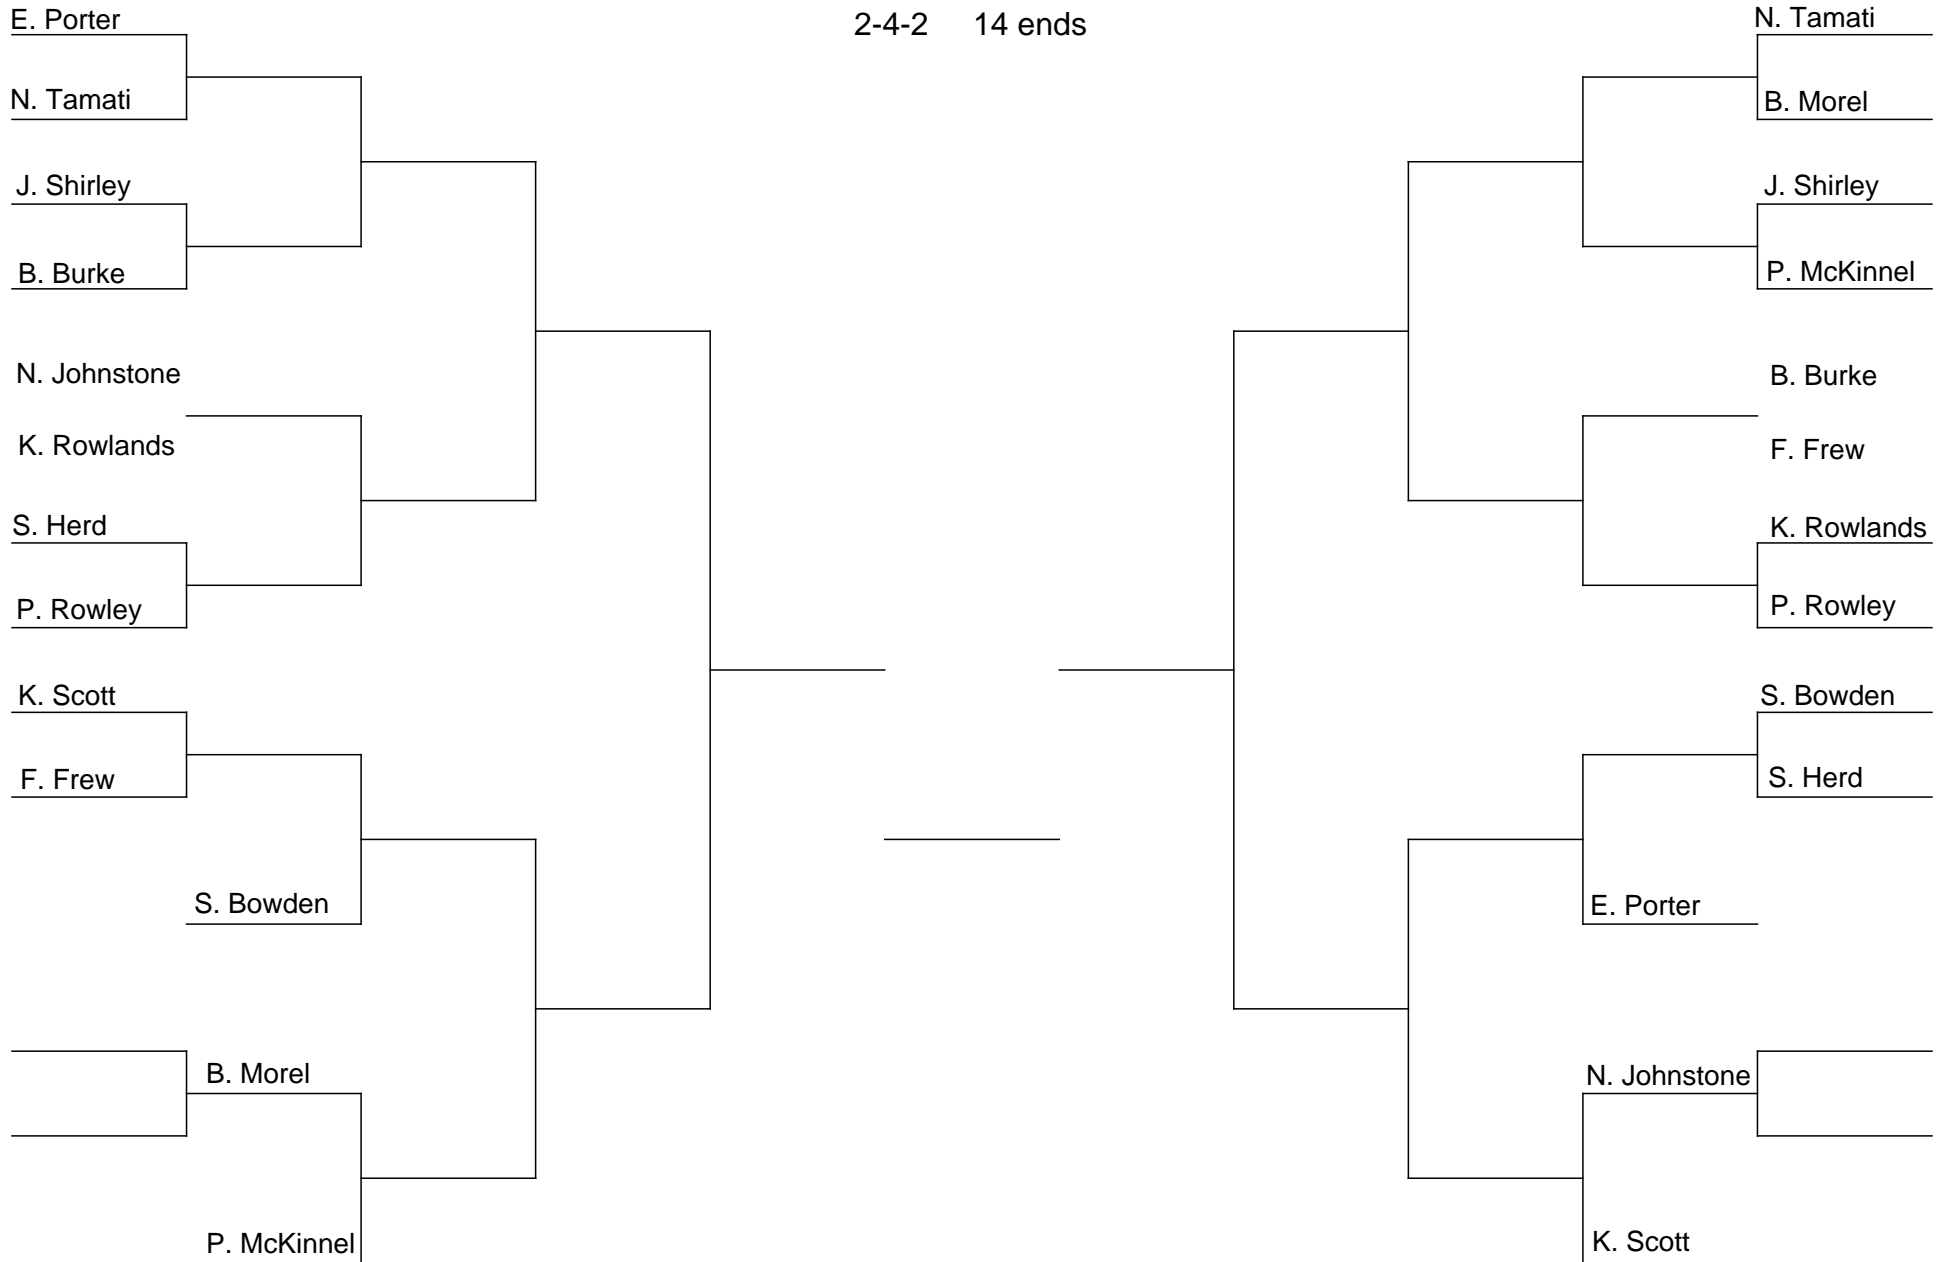 2-4-2 14 ends
E. Porter
N. Tamati
J. Shirley
B. Burke
N. Johnstone
K. Rowlands
S. Herd
P. Rowley
K. Scott
F. Frew
S. Bowden
B. Morel
P. McKinnel
N. Tamati
B. Morel
J. Shirley
P. McKinnel
B. Burke
F. Frew
K. Rowlands
P. Rowley
S. Bowden
S. Herd
E. Porter
N. Johnstone
K. Scott